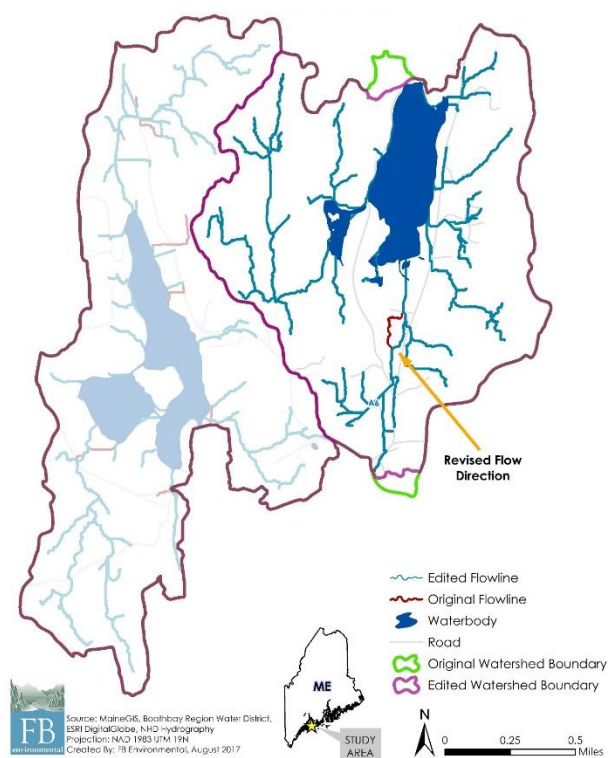 A6
Revised Flow
Direction
Edited Flowline
Original Flowline
Waterbody
Road
Original Watershed Boundary
Edited Watershed Boundary
ME
STUDY
AREA
N
0
0.25
0.5
Miles
FB
environmental
Source: MaineGIS, Boothbay Region Water District,
ESRI DigitalGlobe, NHD Hydrography
Projection: NAD 1983 UTM 19N
Created By: FB Environmental, August 2017